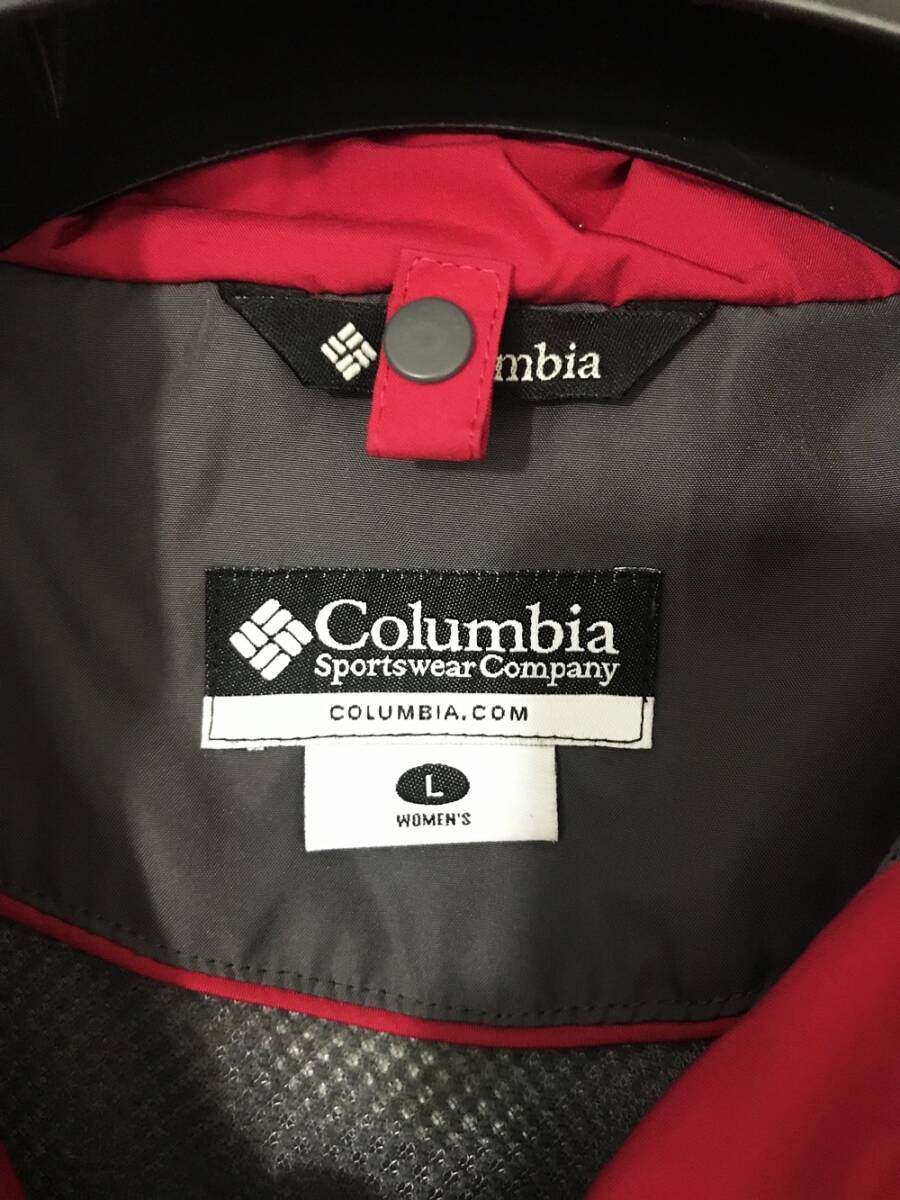 mbia
Columbia
Sportswear Company
COLUMBIA.COM
L
WOMEN'S